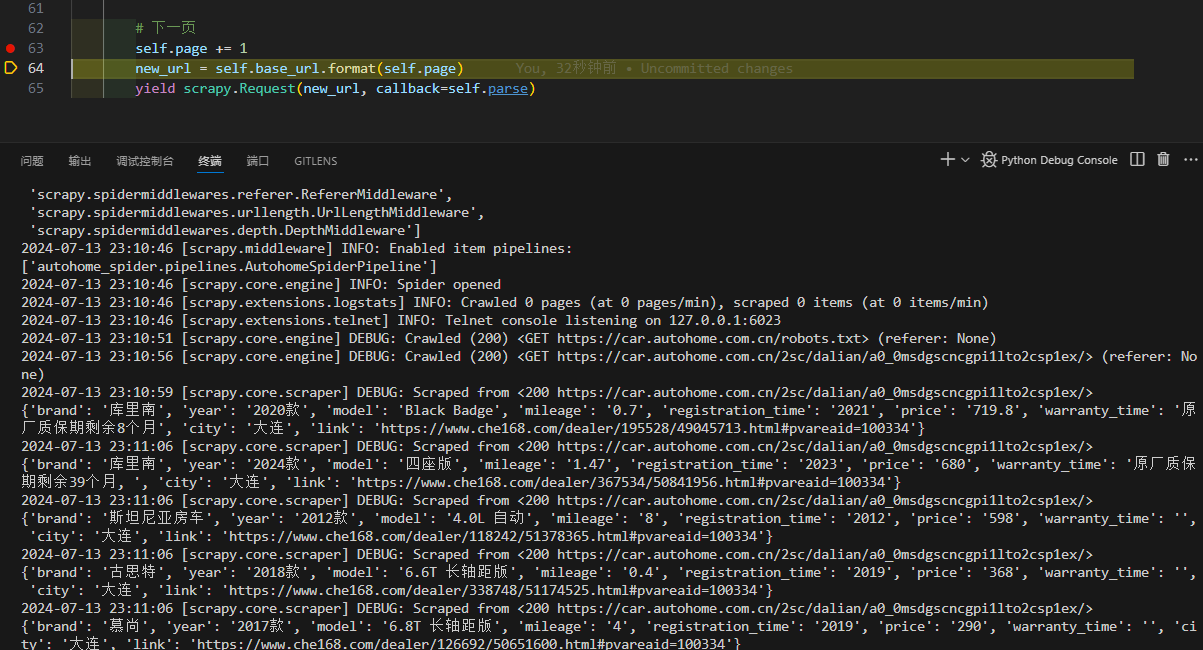 61
62 # 下一页
63 self.page += 1
64 new_url = self.base_url.format(self.page) You, 32秒钟前 • Uncommitted changes
65 yield scrapy.Request(new_url, callback=self.parse)
问题 输出 调试控制台 终端 端口 GITLENS Python Debug Console
'scrapy.spidermiddlewares.referer.RefererMiddleware',
'scrapy.spidermiddlewares.urllength.UrlLengthMiddleware',
'scrapy.spidermiddlewares.depth.DepthMiddleware']
2024-07-13 23:10:46 [scrapy.middleware] INFO: Enabled item pipelines:
['autohome_spider.pipelines.AutohomeSpiderPipeline']
2024-07-13 23:10:46 [scrapy.core.engine] INFO: Spider opened
2024-07-13 23:10:46 [scrapy.extensions.logstats] INFO: Crawled 0 pages (at 0 pages/min), scraped 0 items (at 0 items/min)
2024-07-13 23:10:46 [scrapy.extensions.telnet] INFO: Telnet console listening on 127.0.0.1:6023
2024-07-13 23:10:51 [scrapy.core.engine] DEBUG: Crawled (200) <GET https://car.autohome.com.cn/robots.txt> (referer: None)
2024-07-13 23:10:56 [scrapy.core.engine] DEBUG: Crawled (200) <GET https://car.autohome.com.cn/2sc/dalian/a0_0msdgscncgpi1lto2csp1ex/> (referer: No
ne)
2024-07-13 23:10:59 [scrapy.core.scraper] DEBUG: Scraped from <200 https://car.autohome.com.cn/2sc/dalian/a0_0msdgscncgpi1lto2csp1ex/>
{'brand': '库里南', 'year': '2020款', 'model': 'Black Badge', 'mileage': '0.7', 'registration_time': '2021', 'price': '719.8', 'warranty_time': '原
厂质保期剩余8个月', 'city': '大连', 'link': 'https://www.che168.com/dealer/195528/49045713.html#pvareaid=100334'}
2024-07-13 23:11:06 [scrapy.core.scraper] DEBUG: Scraped from <200 https://car.autohome.com.cn/2sc/dalian/a0_0msdgscncgpi1lto2csp1ex/>
{'brand': '库里南', 'year': '2024款', 'model': '四座版', 'mileage': '1.47', 'registration_time': '2023', 'price': '680', 'warranty_time': '原厂质保
期剩余39个月, ', 'city': '大连', 'link': 'https://www.che168.com/dealer/367534/50841956.html#pvareaid=100334'}
2024-07-13 23:11:06 [scrapy.core.scraper] DEBUG: Scraped from <200 https://car.autohome.com.cn/2sc/dalian/a0_0msdgscncgpi1lto2csp1ex/>
{'brand': '斯坦尼亚房车', 'year': '2012款', 'model': '4.0L 自动', 'mileage': '8', 'registration_time': '2012', 'price': '598', 'warranty_time': '',
'city': '大连', 'link': 'https://www.che168.com/dealer/118242/51378365.html#pvareaid=100334'}
2024-07-13 23:11:06 [scrapy.core.scraper] DEBUG: Scraped from <200 https://car.autohome.com.cn/2sc/dalian/a0_0msdgscncgpi1lto2csp1ex/>
{'brand': '古思特', 'year': '2018款', 'model': '6.6T 长轴距版', 'mileage': '0.4', 'registration_time': '2019', 'price': '368', 'warranty_time': '',
'city': '大连', 'link': 'https://www.che168.com/dealer/338748/51174525.html#pvareaid=100334'}
2024-07-13 23:11:06 [scrapy.core.scraper] DEBUG: Scraped from <200 https://car.autohome.com.cn/2sc/dalian/a0_0msdgscncgpi1lto2csp1ex/>
{'brand': '慕尚', 'year': '2017款', 'model': '6.8T 长轴距版', 'mileage': '4', 'registration_time': '2019', 'price': '290', 'warranty_time': '', 'ci
ty': '大连', 'link': 'https://www.che168.com/dealer/126692/50651600.html#pvareaid=100334'}